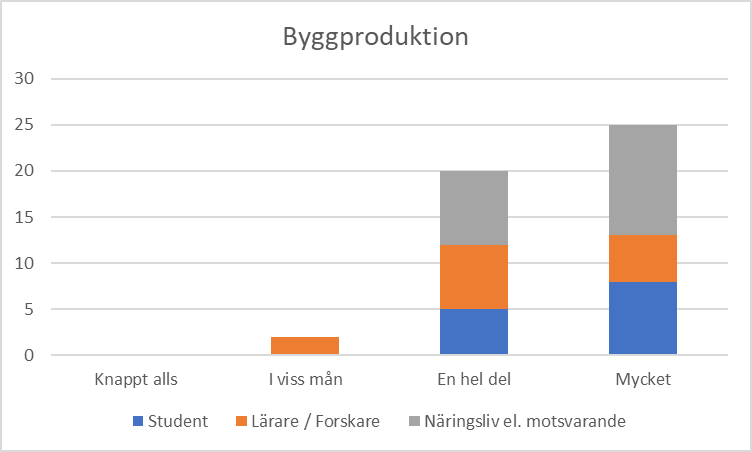 Byggproduktion
30
25
20
15
10
5
0
Knappt alls I viss mån En hel del Mycket
Student Lärare / Forskare Näringsliv el. motsvarande